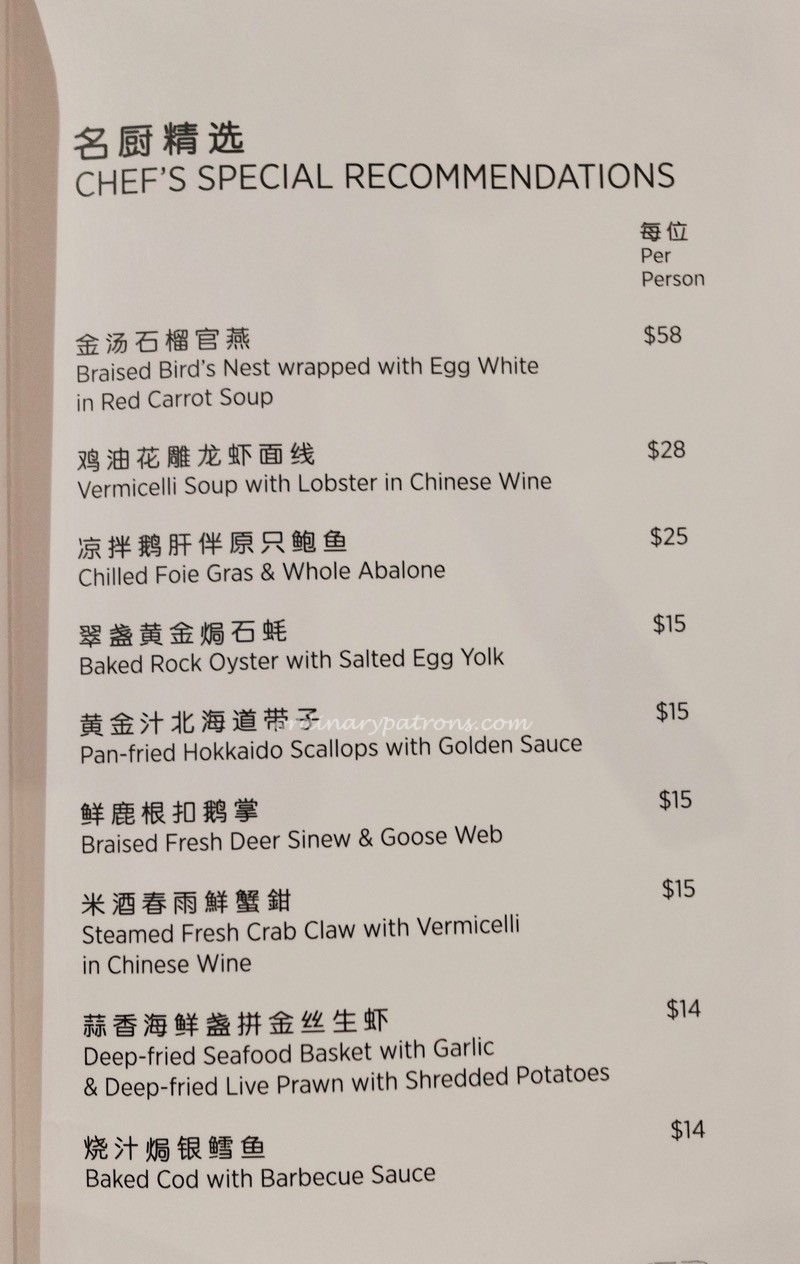 名厨精选
CHEF'S SPECIAL RECOMMENDATIONS
每位
Per
Person
金汤石榴官燕 $58
Braised Bird's Nest wrapped with Egg White
in Red Carrot Soup
鸡油花雕龙虾面线 $28
Vermicelli Soup with Lobster in Chinese Wine
凉拌鹅肝伴原只鲍鱼 $25
Chilled Foie Gras & Whole Abalone
翠盏黄金焗石蚝 $15
Baked Rock Oyster with Salted Egg Yolk
黄金汁北海道带子 $15
ordinarypatrons.com
Pan-fried Hokkaido Scallops with Golden Sauce
鲜鹿根扣鹅掌 $15
Braised Fresh Deer Sinew & Goose Web
米酒春雨鮮蟹鉗 $15
Steamed Fresh Crab Claw with Vermicelli
in Chinese Wine
蒜香海鲜盏拼金丝生虾 $14
Deep-fried Seafood Basket with Garlic
& Deep-fried Live Prawn with Shredded Potatoes
烧汁焗银鳕鱼 $14
Baked Cod with Barbecue Sauce